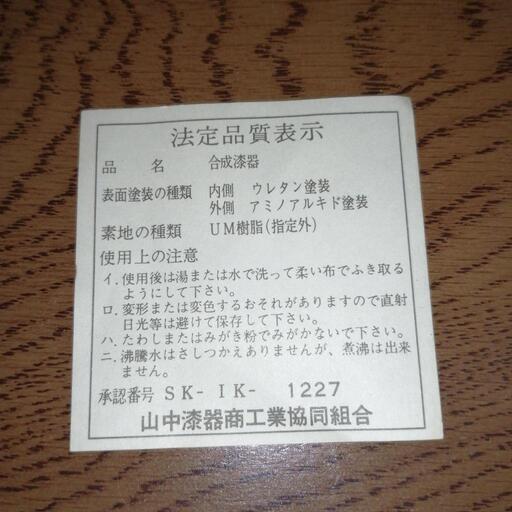 法定品質表示
品名 合成漆器
表面塗装の種類 内側 ウレタン塗装
外側 アミノアルキド塗装
素地の種類 UM樹脂(指定外)
使用上の注意
イ.使用後は湯または水で洗って柔い布でふき取る
ようにして下さい。
ロ.変形または変色するおそれがありますので直射
日光等は避けて保存して下さい。
ハ.たわしまたはみがき粉でみがかないで下さい。
ニ.沸騰水はさしつかえありませんが、煮沸は出来
ません。
承認番号 SK- IK- 1227
山中漆器商工業協同組合